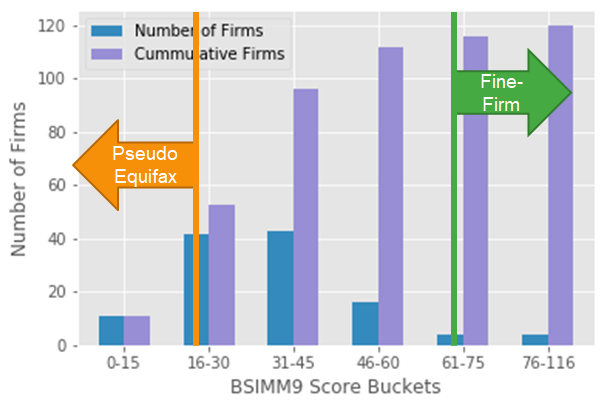 120
100
80
60
40
20
0
Number of Firms
Number of Firms
Cummulative Firms
Pseudo
Equifax
Fine-
Firm
0-15
16-30
31-45
46-60
61-75
76-116
BSIMM9 Score Buckets